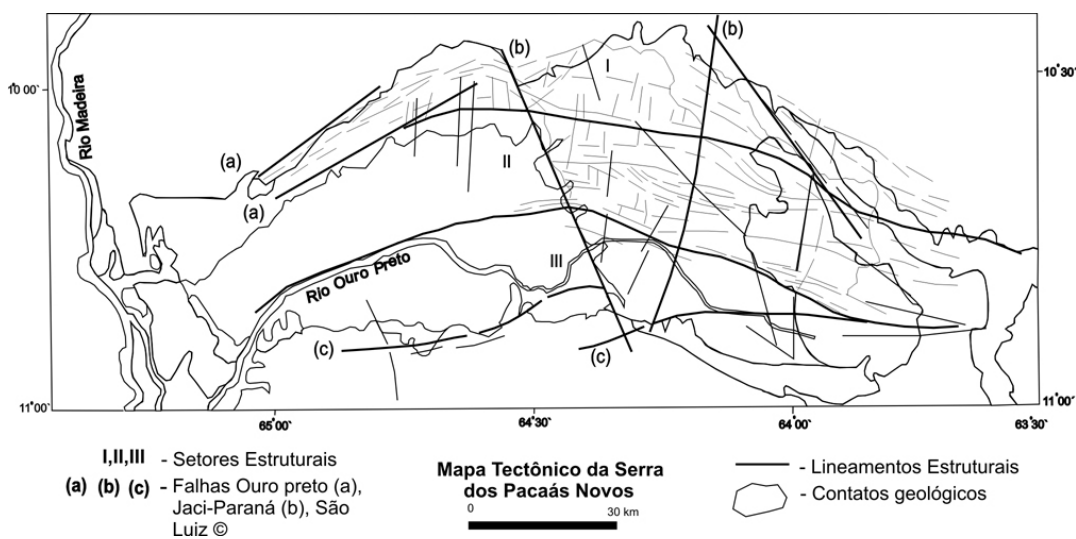 (b)
(b)
I
10°00'
10°30'
Rio Madeira
(a)
II
(a)
III
Rio Ouro Preto
(c)
(c)
11°00'
11°00'
65°00'
64°30'
64°00'
63°30'
I,II,III - Setores Estruturais
(a) (b) (c) - Falhas Ouro preto (a),
Jaci-Paraná (b), São
Luiz ©
Mapa Tectônico da Serra
dos Pacaás Novos
0 30 km
- Lineamentos Estruturais
- Contatos geológicos